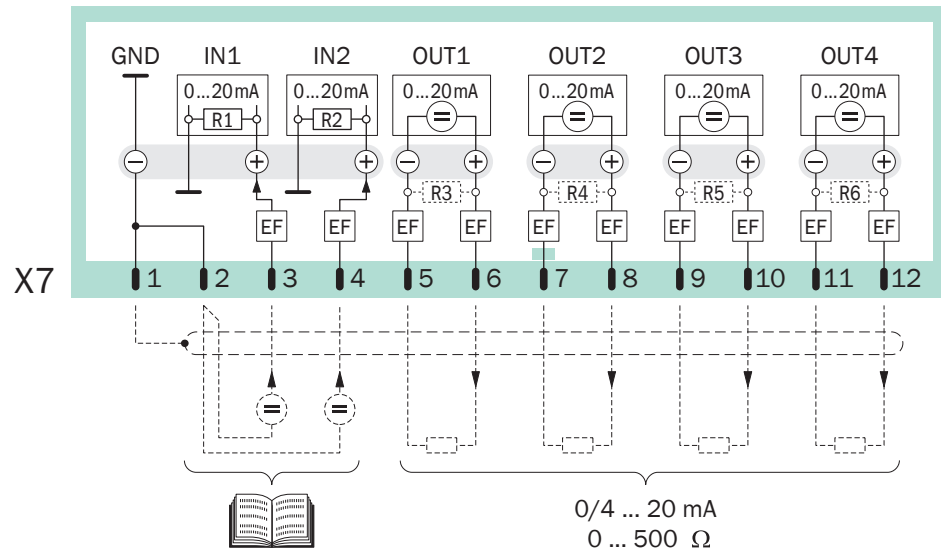 GND IN1 IN2 OUT1 OUT2 OUT3 OUT4
0...20mA 0...20mA 0...20mA 0...20mA 0...20mA 0...20mA
R1 R2 = = = =
− + + − + − + − + − +
R3 R4 R5 R6
EF EF EF EF EF EF EF EF EF EF
X7 1 2 3 4 5 6 7 8 9 10 11 12
= =
0/4 ... 20 mA
0 ... 500 Ω